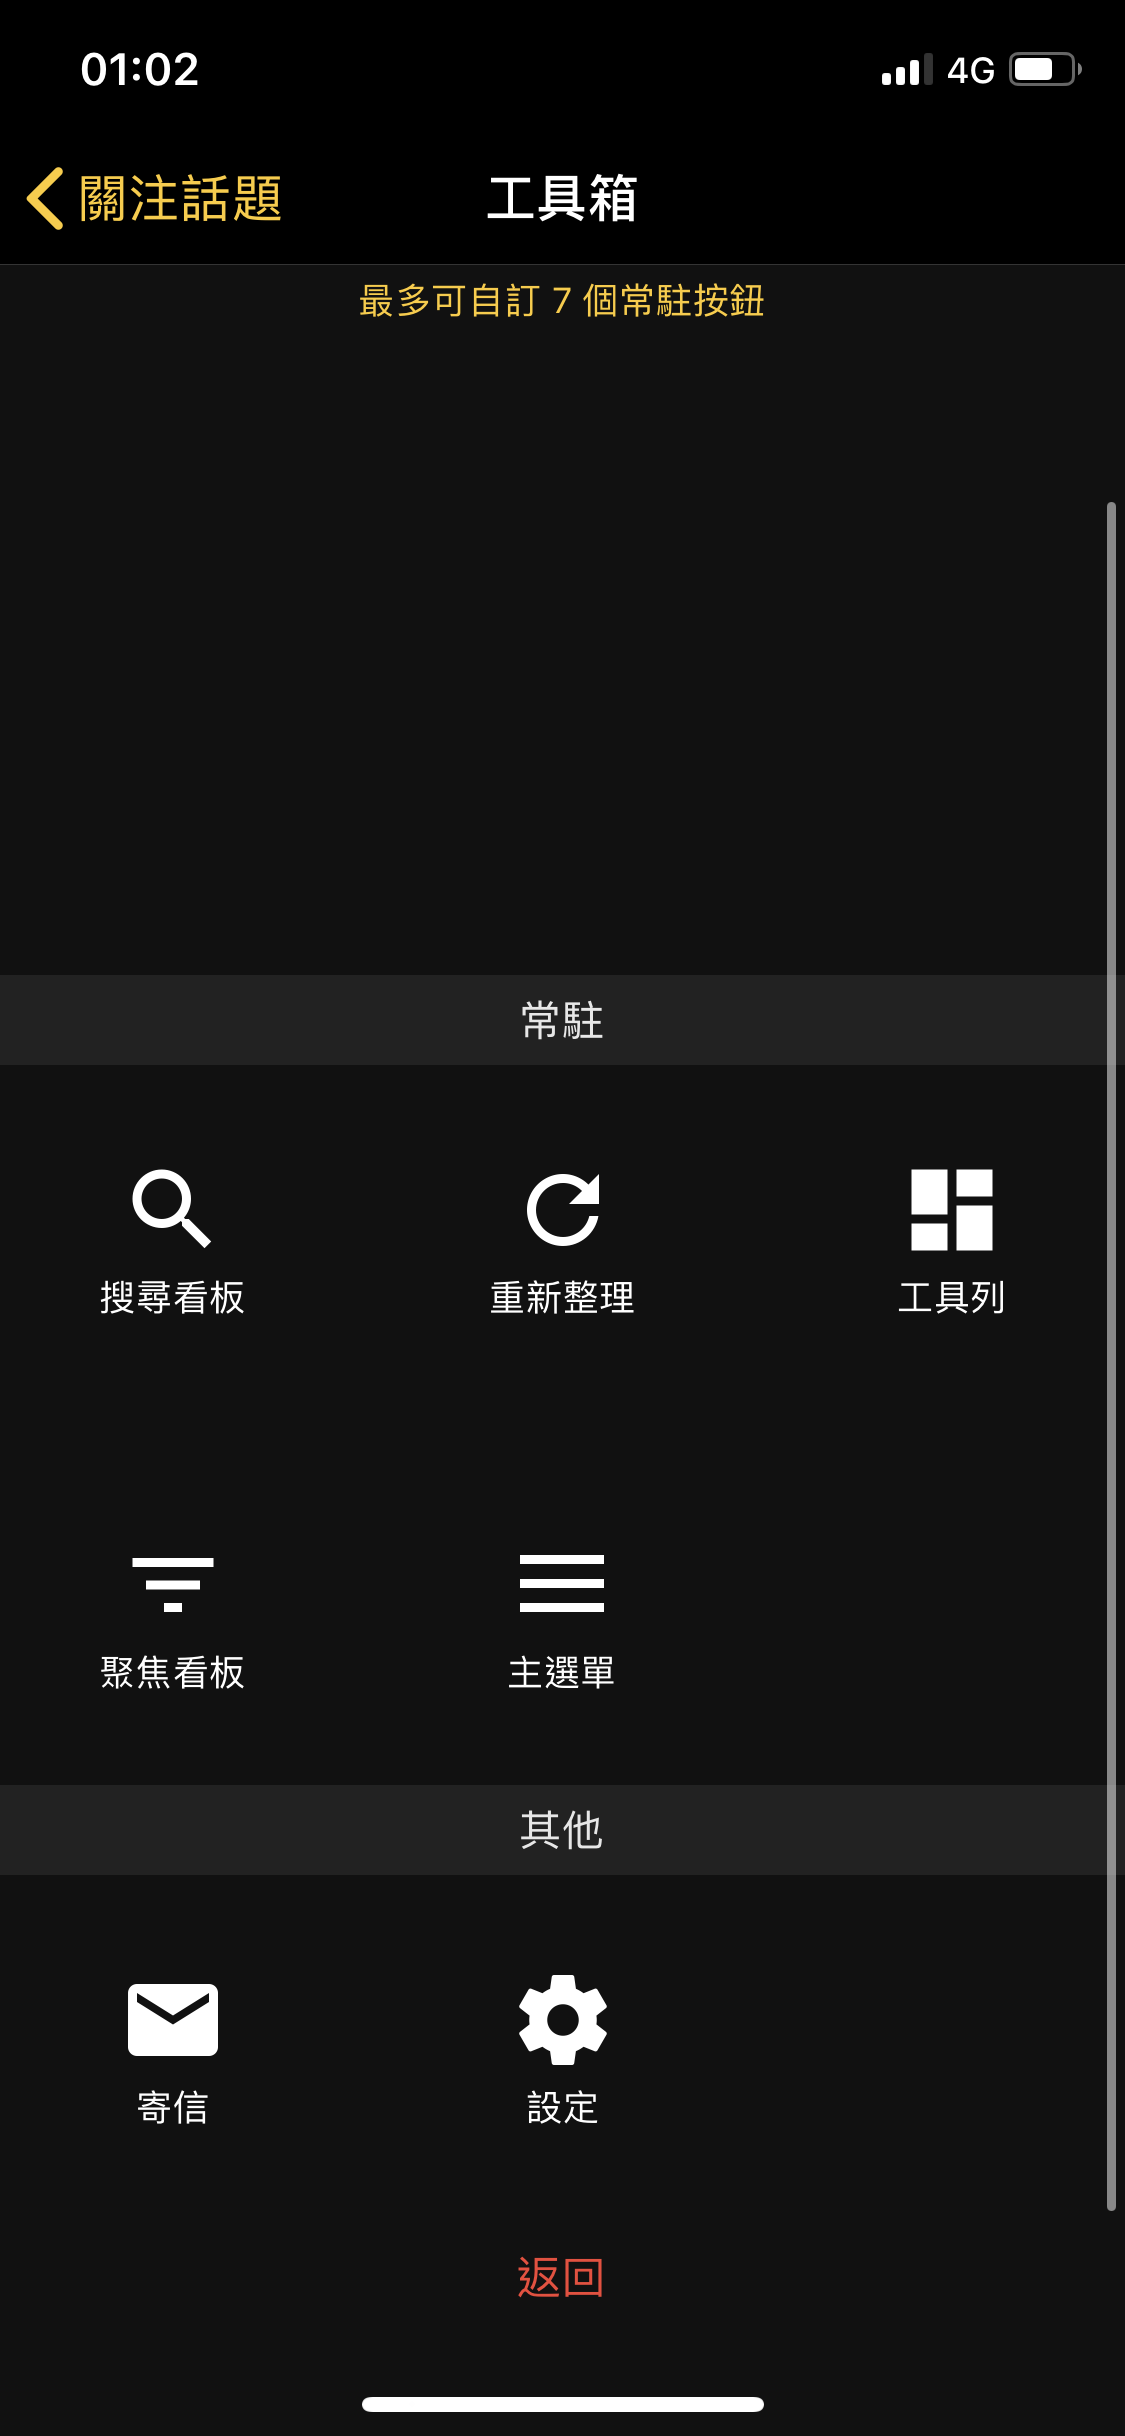 01:02
4G
關注話題
工具箱
最多可自訂 7 個常駐按鈕
常駐
搜尋看板
重新整理
工具列
聚焦看板
主選單
其他
寄信
設定
返回